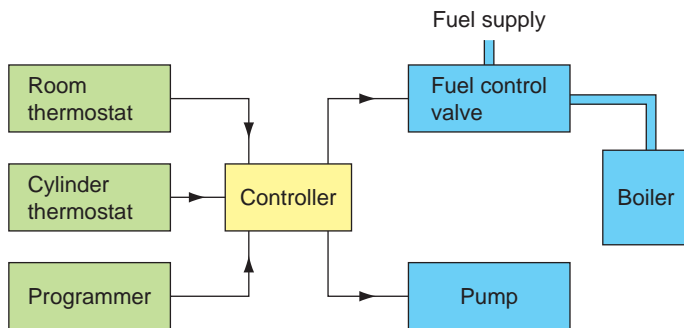 Fuel supply
Room
thermostat
Fuel control
valve
Cylinder
thermostat
Controller
Boiler
Programmer
Pump